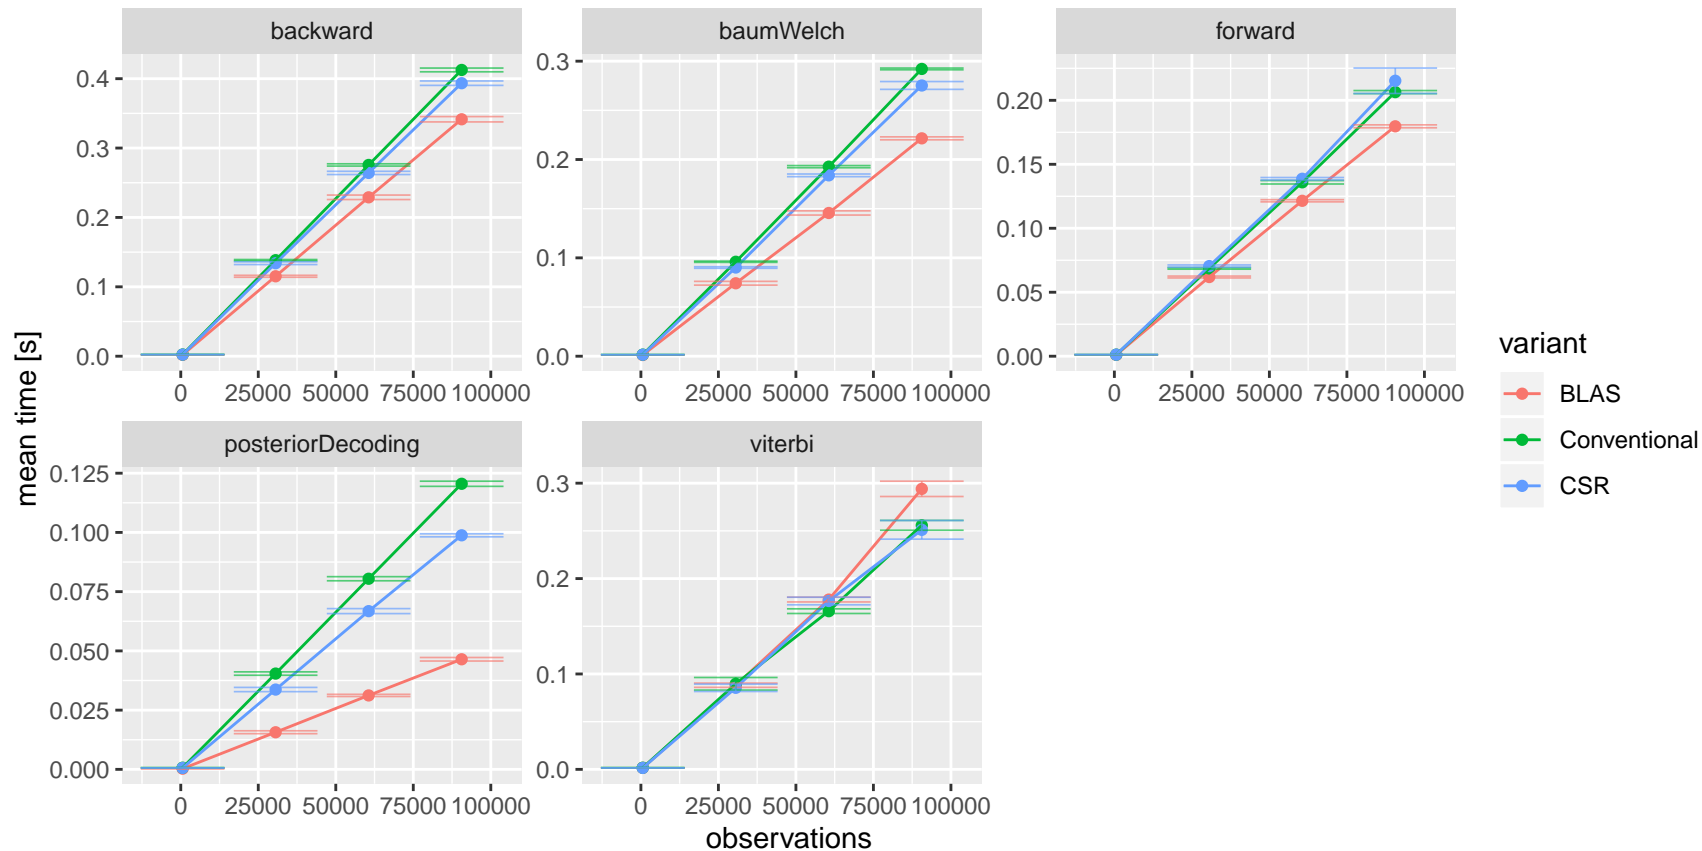 backward
baumWelch
forward
0.4
0.3
0.2
0.1
0.0
0.3
0.2
0.1
0.0
0.20
0.15
0.10
0.05
0.00
0 25000 50000 75000 100000
0 25000 50000 75000 100000
0 25000 50000 75000 100000
posteriorDecoding
viterbi
0.125
0.100
0.075
0.050
0.025
0.000
0.3
0.2
0.1
0.0
0 25000 50000 75000 100000
0 25000 50000 75000 100000
mean time [s]
observations
variant
BLAS
Conventional
CSR